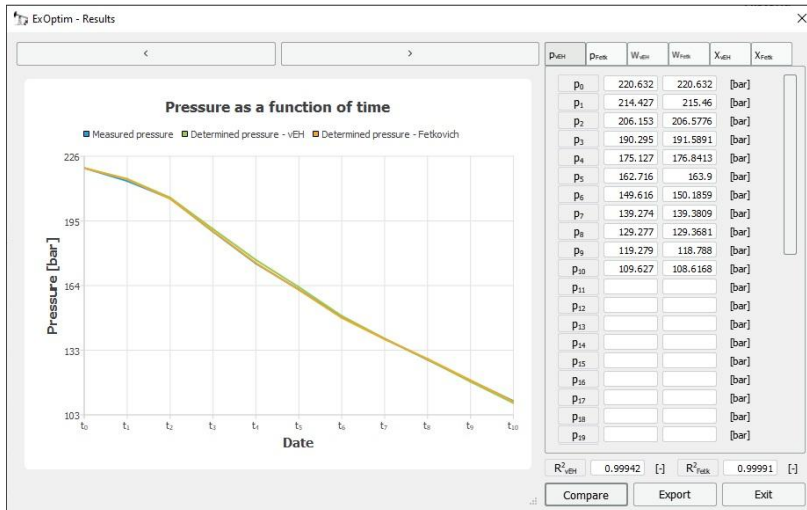 ExOptim - Results
< >
Pressure as a function of time
Measured pressure Determined pressure - vEH Determined pressure - Fetkovich
226
195
164
133
103
Pressure [bar]
t₀ t₁ t₂ t₃ t₄ t₅ t₆ t₇ t₈ t₉ t₁₀
Date
pvEH pFetk WvEH WFetk XvEH XFetk
p₀ 220.632 220.632 [bar]
p₁ 214.427 215.46 [bar]
p₂ 206.153 206.5776 [bar]
p₃ 190.295 191.5891 [bar]
p₄ 175.127 176.8413 [bar]
p₅ 162.716 163.9 [bar]
p₆ 149.616 150.1859 [bar]
p₇ 139.274 139.3809 [bar]
p₈ 129.277 129.3681 [bar]
p₉ 119.279 118.788 [bar]
p₁₀ 109.627 108.6168 [bar]
p₁₁ [bar]
p₁₂ [bar]
p₁₃ [bar]
p₁₄ [bar]
p₁₅ [bar]
p₁₆ [bar]
p₁₇ [bar]
p₁₈ [bar]
p₁₉ [bar]
R²vEH 0.99942 [-] R²Fetk 0.99991 [-]
Compare Export Exit